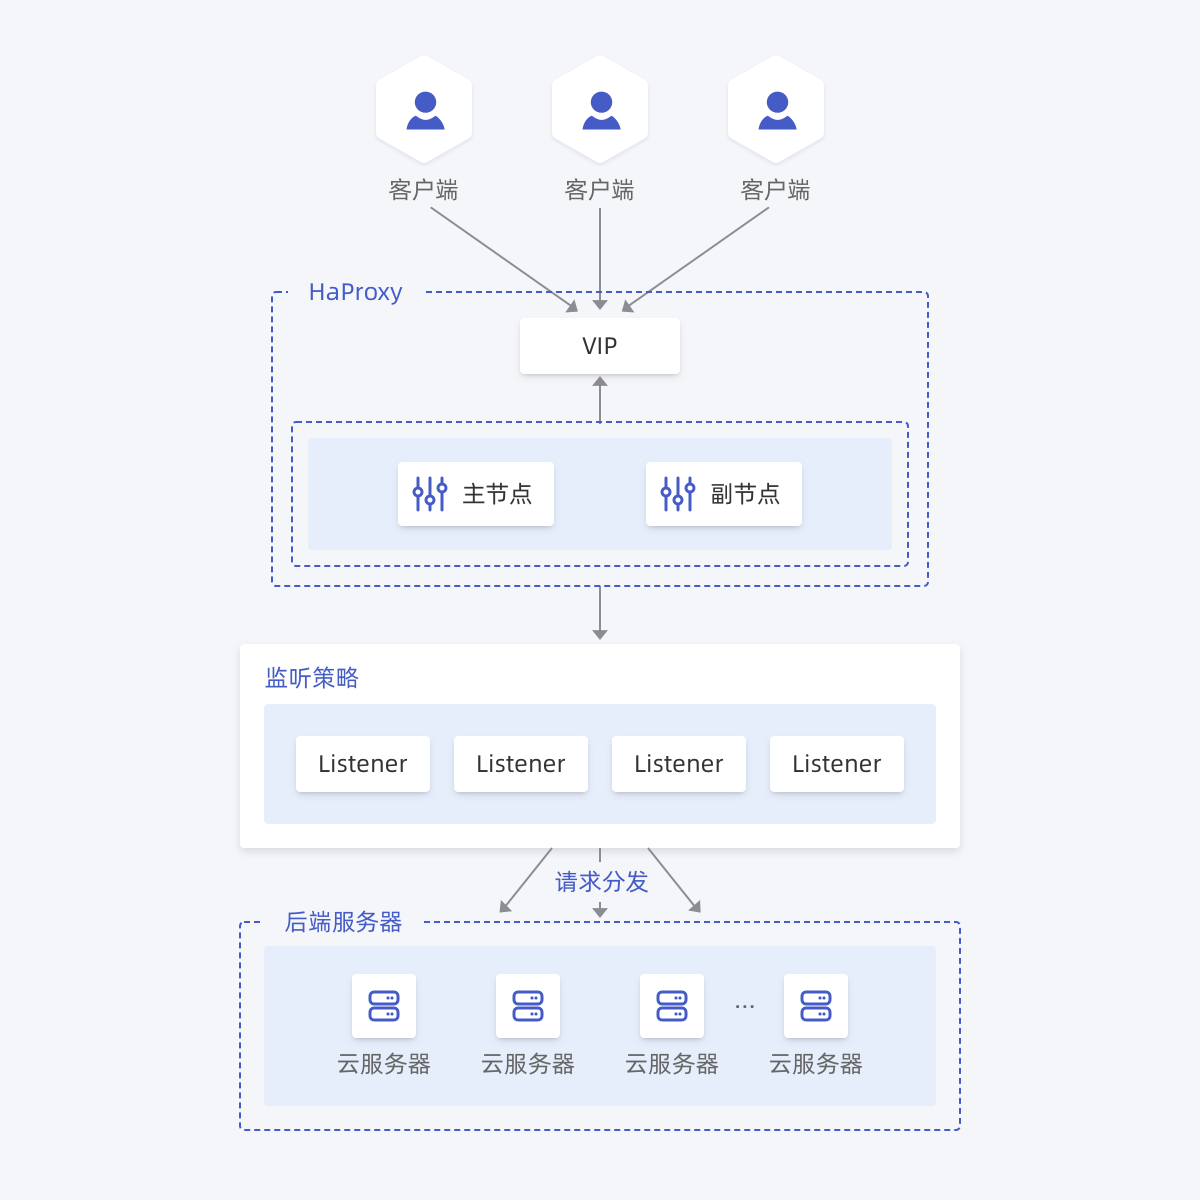 客户端
客户端
客户端
HaProxy
VIP
主节点
副节点
监听策略
Listener
Listener
Listener
Listener
请求分发
后端服务器
...
云服务器
云服务器
云服务器
云服务器